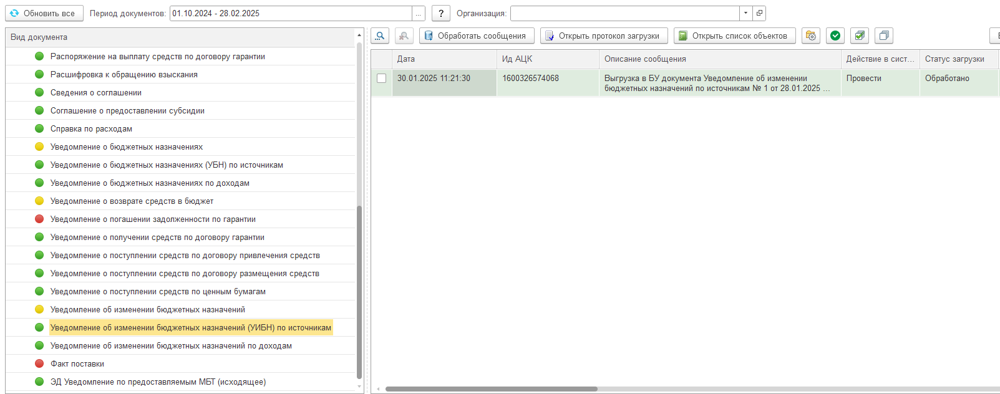 Обновить все
Период документов:
01.10.2024 - 28.02.2025
...
?
Организация:
Вид документа
Распоряжение на выплату средств по договору гарантии
Расшифровка к обращению взыскания
Сведения о соглашении
Соглашение о предоставлении субсидии
Справка по расходам
Уведомление о бюджетных назначениях
Уведомление о бюджетных назначениях (УБН) по источникам
Уведомление о бюджетных назначениях по доходам
Уведомление о возврате средств в бюджет
Уведомление о погашении задолженности по гарантии
Уведомление о получении средств по договору гарантии
Уведомление о поступлении средств по договору привлечения средств
Уведомление о поступлении средств по договору размещения средств
Уведомление о поступлении средств по ценным бумагам
Уведомление об изменении бюджетных назначений
Уведомление об изменении бюджетных назначений (УИБН) по источникам
Уведомление об изменении бюджетных назначений по доходам
Факт поставки
ЭД Уведомление по предоставляемым МБТ (исходящее)
Обработать сообщения
Открыть протокол загрузки
Открыть список объектов
Дата
Ид АЦК
Описание сообщения
Действие в сист...
Статус загрузки
30.01.2025 11:21:30
1600326574068
Выгрузка в БУ документа Уведомление об изменении
бюджетных назначений по источникам № 1 от 28.01.2025 ...
Провести
Обработано